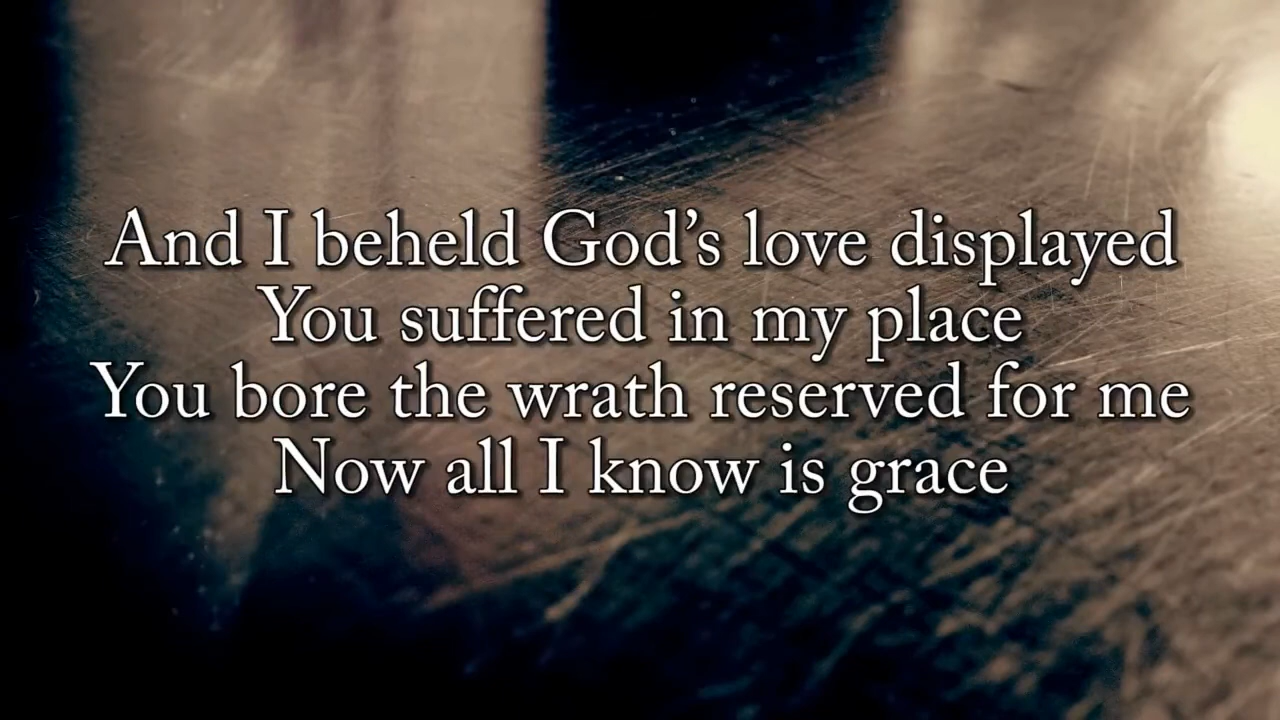 And I beheld God’s love displayed
You suffered in my place
You bore the wrath reserved for me
Now all I know is grace